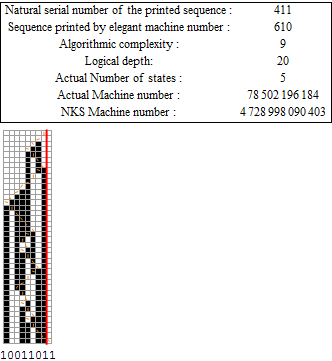 Natural serial number of the printed sequence : 411
Sequence printed by elegant machine number : 610
Algorithmic complexity : 9
Logical depth: 20
Actual Number of states : 5
Actual Machine number : 78 502 196 184
NKS Machine number : 4 728 998 090 403
10011011